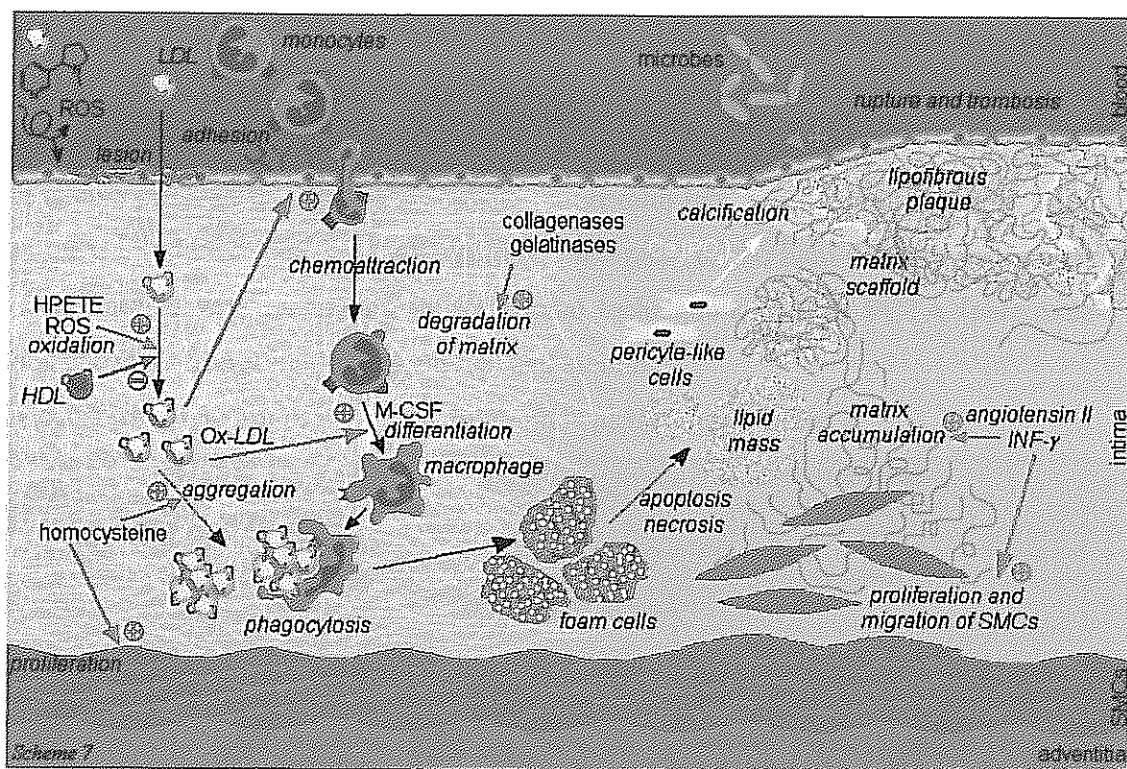 LDL
monocytes
microbes
ROS
adhesion
lesion
rupture and trombosis
blood
calcification
lipofibrous
plaque
collagenases
gelatinases
chemoattraction
matrix
scaffold
HPETE
ROS
oxidation
degradation
of matrix
pericyte-like
cells
HDL
Ox-LDL
M-CSF
differentiation
macrophage
lipid
mass
matrix
accumulation
angiotensin II
INF-γ
intima
aggregation
apoptosis
necrosis
homocysteine
phagocytosis
foam cells
proliferation and
migration of SMCs
proliferation
SMCs
Scheme 7
adventitia